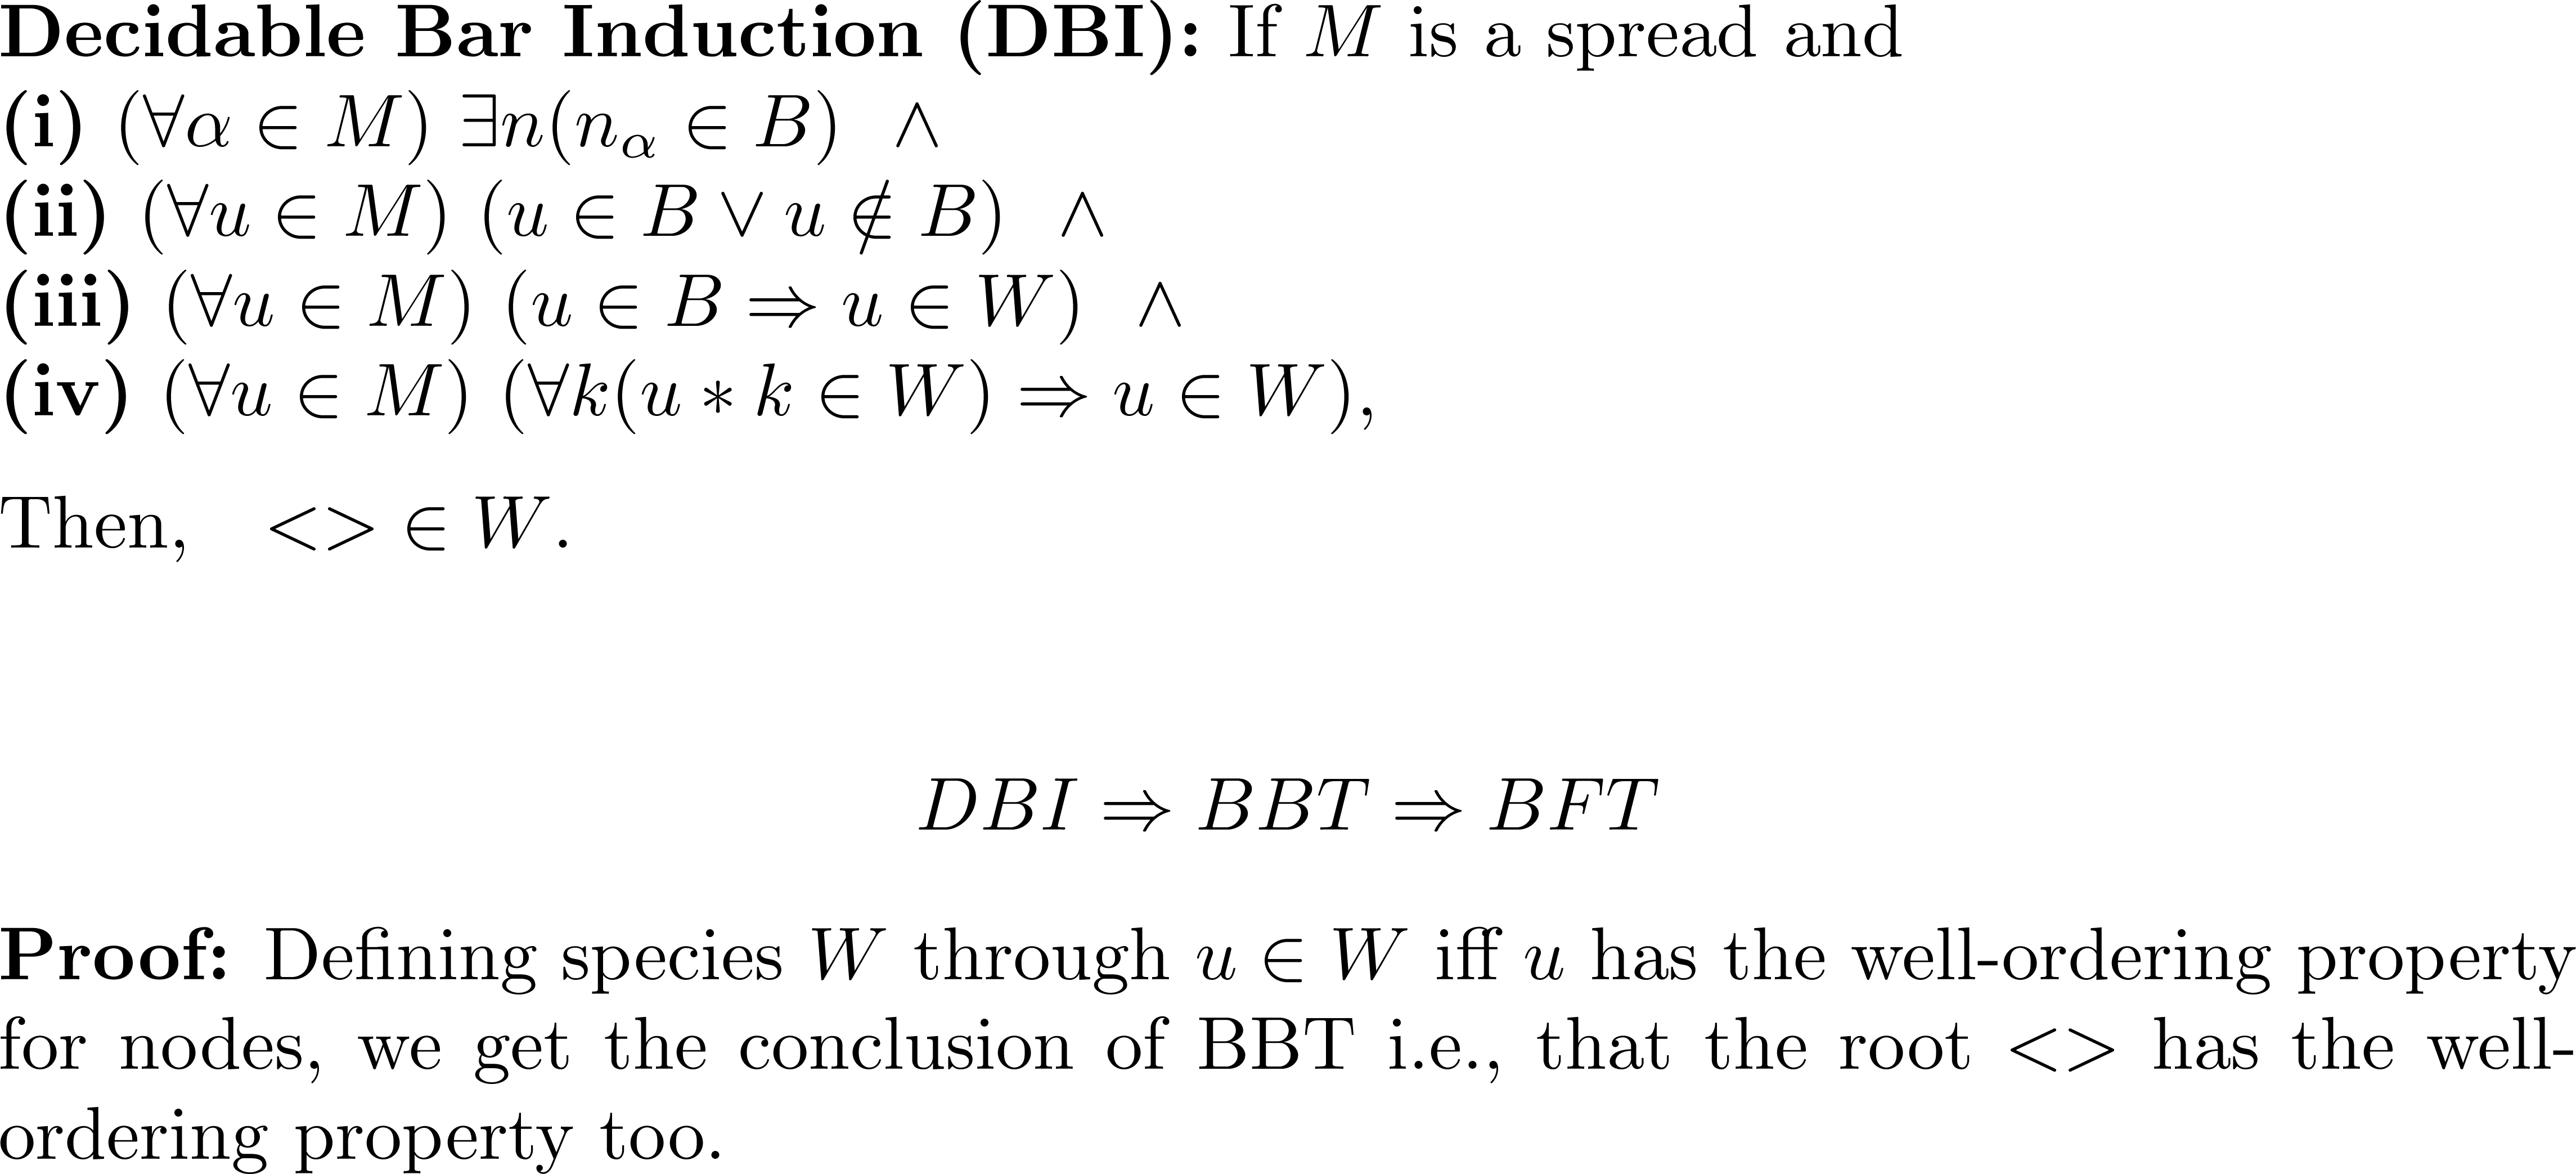 Decidable Bar Induction (DBI): If M is a spread and
(i) (∀α ∈ M) ∃n(n_α ∈ B) ∧
(ii) (∀u ∈ M) (u ∈ B ∨ u ∉ B) ∧
(iii) (∀u ∈ M) (u ∈ B ⇒ u ∈ W) ∧
(iv) (∀u ∈ M) (∀k(u ∗ k ∈ W) ⇒ u ∈ W),
Then, <> ∈ W.
DBI ⇒ BBT ⇒ BFT
Proof: Defining species W through u ∈ W iff u has the well-ordering property
for nodes, we get the conclusion of BBT i.e., that the root <> has the well-
ordering property too.